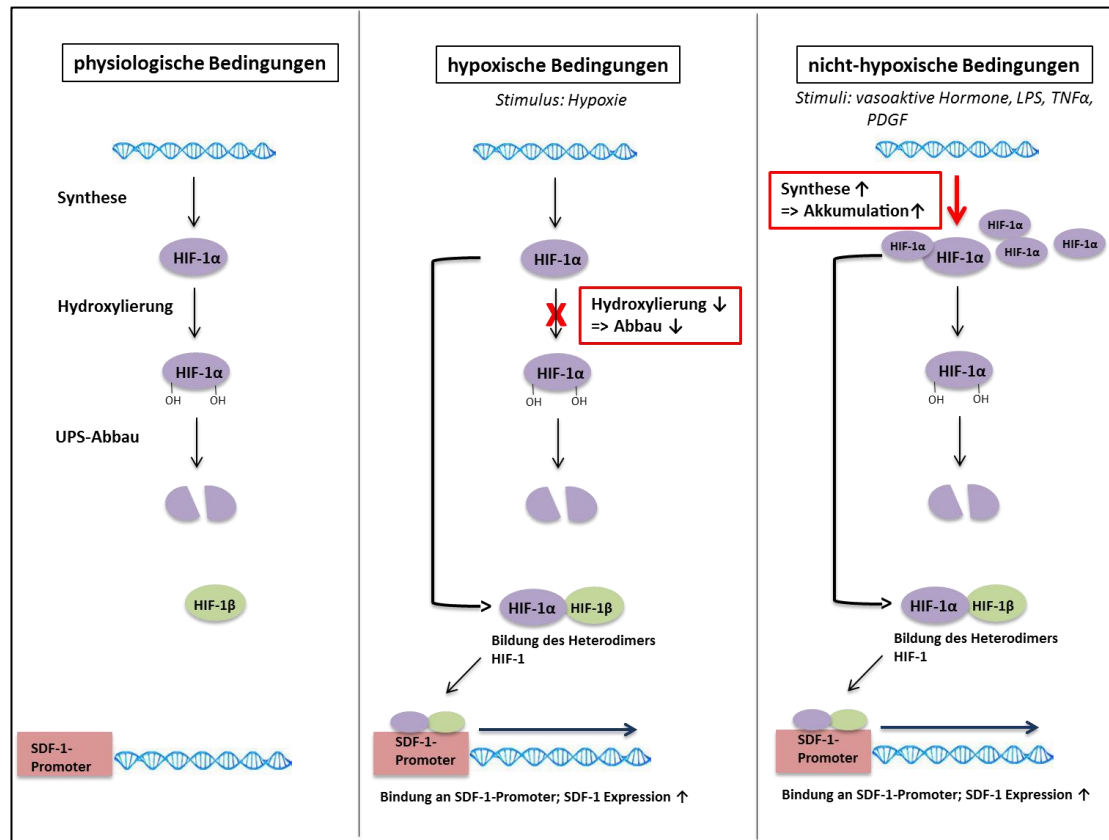 physiologische Bedingungen
Synthese
HIF-1α
Hydroxylierung
HIF-1α
OH OH
UPS-Abbau
HIF-1β
SDF-1-
Promoter
hypoxische Bedingungen
Stimulus: Hypoxie
HIF-1α
X
Hydroxylierung ↓
=> Abbau ↓
HIF-1α
OH OH
HIF-1α HIF-1β
Bildung des Heterodimers
HIF-1
SDF-1-
Promoter
Bindung an SDF-1-Promoter; SDF-1 Expression ↑
nicht-hypoxische Bedingungen
Stimuli: vasoaktive Hormone, LPS, TNFα,
PDGF
Synthese ↑
=> Akkumulation↑
HIF-1α
HIF-1α HIF-1α HIF-1α HIF-1α
HIF-1α
OH OH
HIF-1α HIF-1β
Bildung des Heterodimers
HIF-1
SDF-1-
Promoter
Bindung an SDF-1-Promoter; SDF-1 Expression ↑